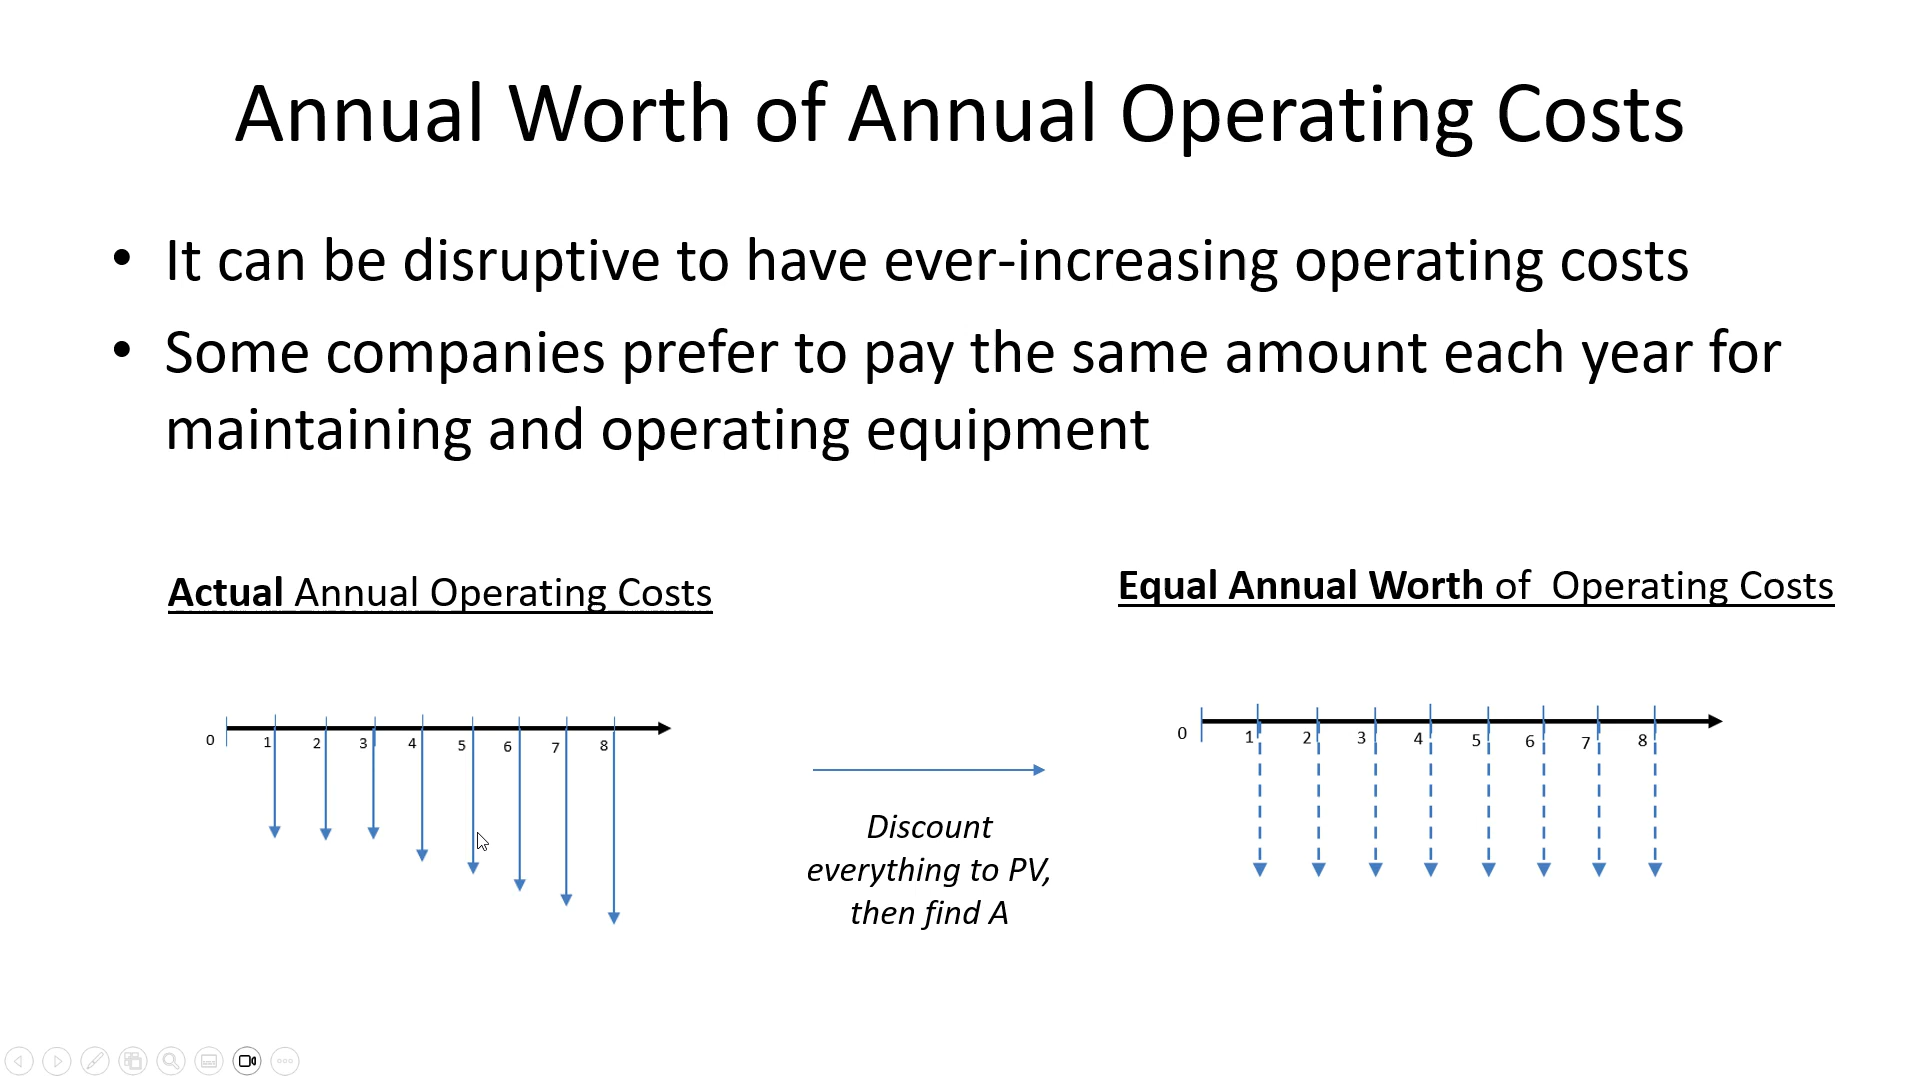 Annual Worth of Annual Operating Costs
• It can be disruptive to have ever-increasing operating costs
• Some companies prefer to pay the same amount each year for
maintaining and operating equipment
Actual Annual Operating Costs
Equal Annual Worth of Operating Costs
0 1 2 3 4 5 6 7 8
Discount
everything to PV,
then find A
0 1 2 3 4 5 6 7 8